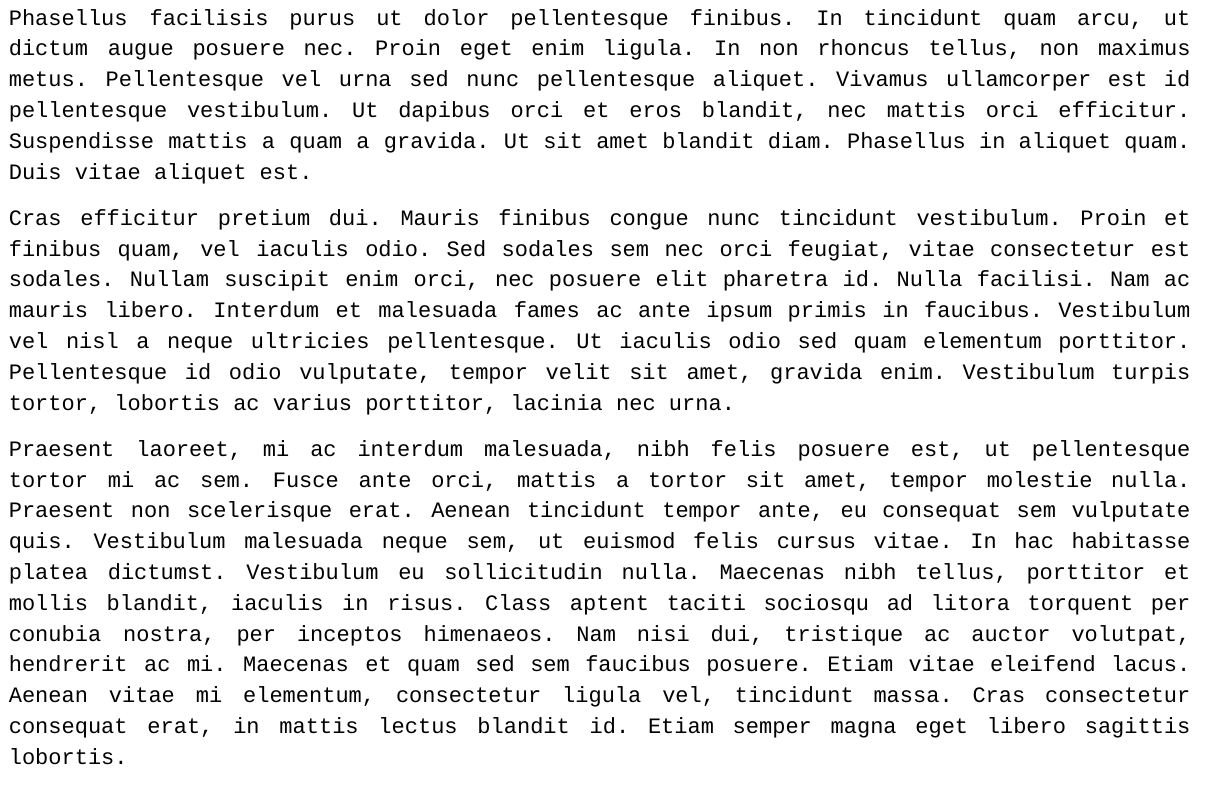 Phasellus facilisis purus ut dolor pellentesque finibus. In tincidunt quam arcu, ut
dictum augue posuere nec. Proin eget enim ligula. In non rhoncus tellus, non maximus
metus. Pellentesque vel urna sed nunc pellentesque aliquet. Vivamus ullamcorper est id
pellentesque vestibulum. Ut dapibus orci et eros blandit, nec mattis orci efficitur.
Suspendisse mattis a quam a gravida. Ut sit amet blandit diam. Phasellus in aliquet quam.
Duis vitae aliquet est.
Cras efficitur pretium dui. Mauris finibus congue nunc tincidunt vestibulum. Proin et
finibus quam, vel iaculis odio. Sed sodales sem nec orci feugiat, vitae consectetur est
sodales. Nullam suscipit enim orci, nec posuere elit pharetra id. Nulla facilisi. Nam ac
mauris libero. Interdum et malesuada fames ac ante ipsum primis in faucibus. Vestibulum
vel nisl a neque ultricies pellentesque. Ut iaculis odio sed quam elementum porttitor.
Pellentesque id odio vulputate, tempor velit sit amet, gravida enim. Vestibulum turpis
tortor, lobortis ac varius porttitor, lacinia nec urna.
Praesent laoreet, mi ac interdum malesuada, nibh felis posuere est, ut pellentesque
tortor mi ac sem. Fusce ante orci, mattis a tortor sit amet, tempor molestie nulla.
Praesent non scelerisque erat. Aenean tincidunt tempor ante, eu consequat sem vulputate
quis. Vestibulum malesuada neque sem, ut euismod felis cursus vitae. In hac habitasse
platea dictumst. Vestibulum eu sollicitudin nulla. Maecenas nibh tellus, porttitor et
mollis blandit, iaculis in risus. Class aptent taciti sociosqu ad litora torquent per
conubia nostra, per inceptos himenaeos. Nam nisi dui, tristique ac auctor volutpat,
hendrerit ac mi. Maecenas et quam sed sem faucibus posuere. Etiam vitae eleifend lacus.
Aenean vitae mi elementum, consectetur ligula vel, tincidunt massa. Cras consectetur
consequat erat, in mattis lectus blandit id. Etiam semper magna eget libero sagittis
lobortis.